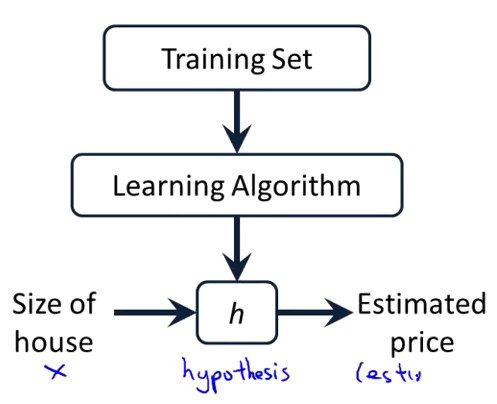 Training Set
Learning Algorithm
Size of
house
x
h
hypothesis
Estimated
price